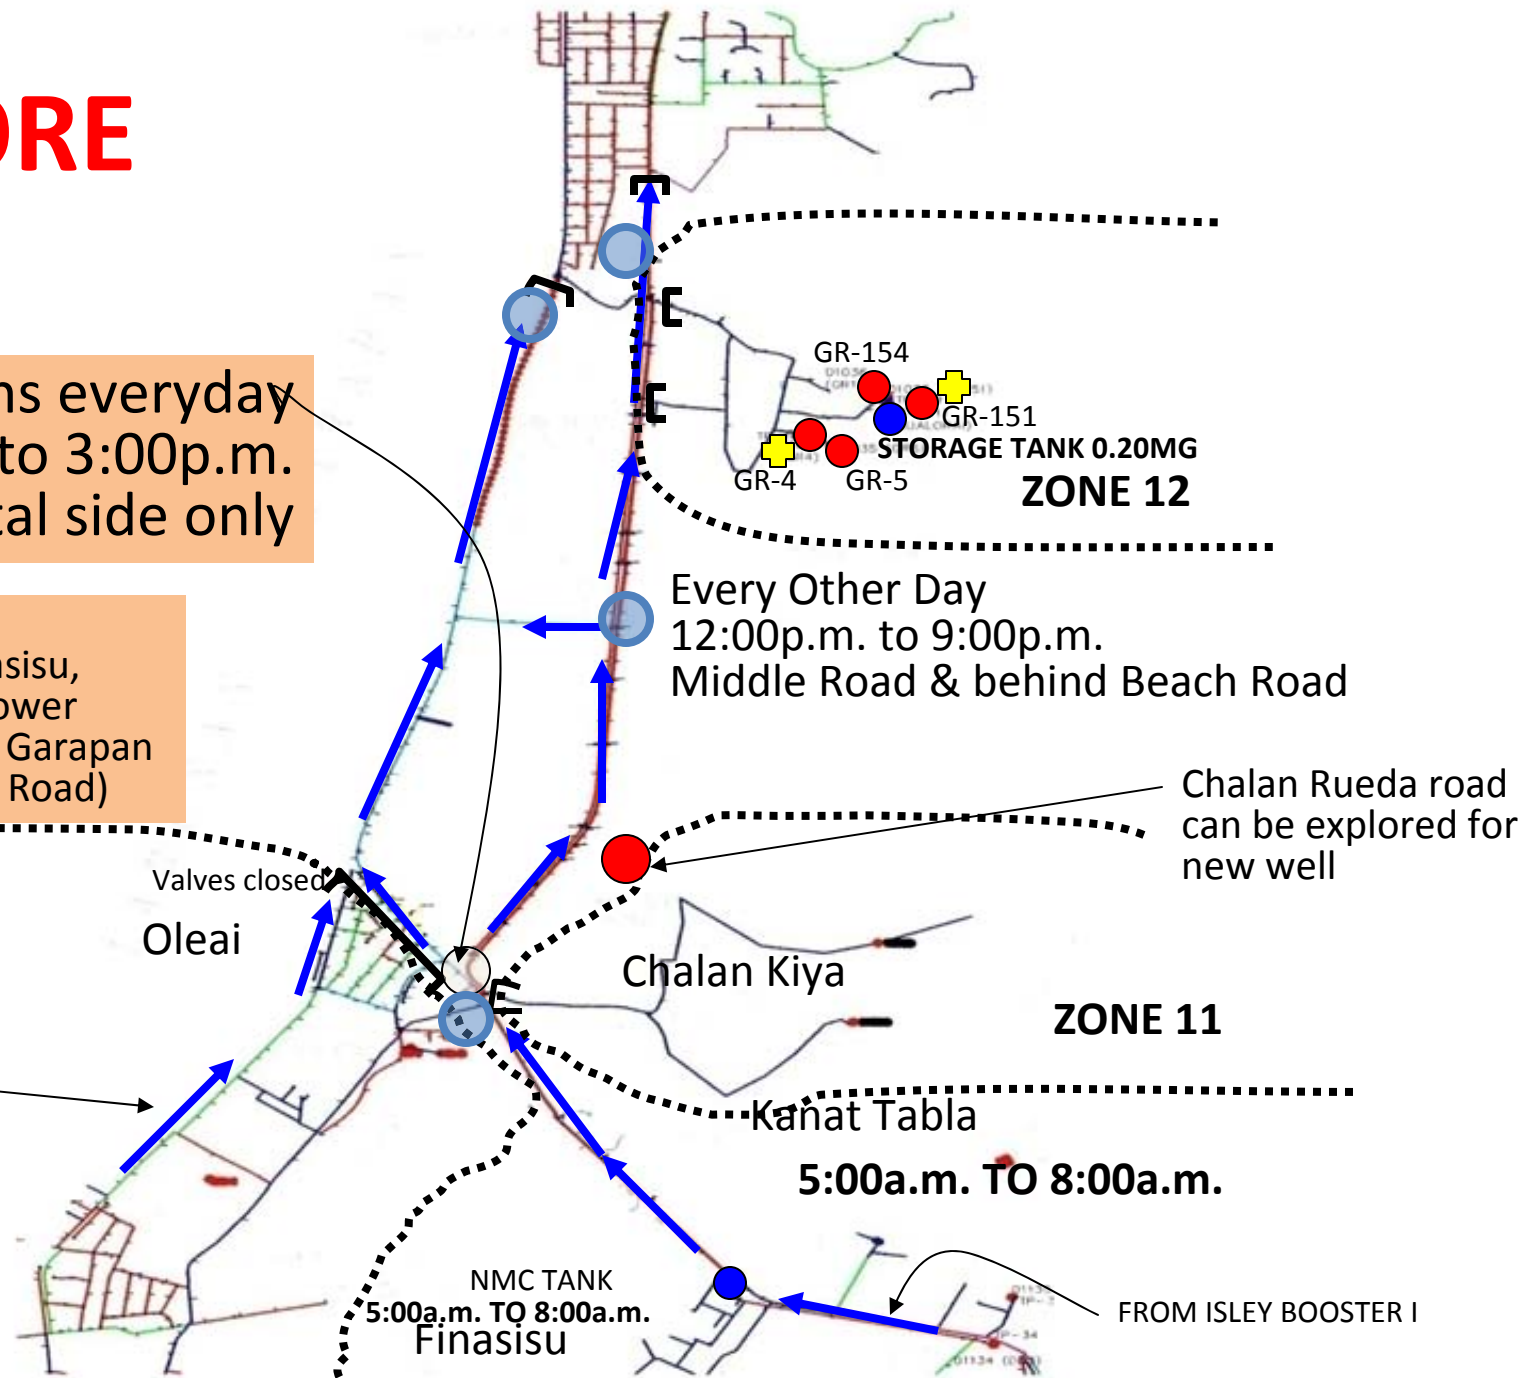 ORE
GR-154
GR-151
STORAGE TANK 0.20MG
GR-4
GR-5
ZONE 12
ns everyday
to 3:00p.m.
tal side only
Every Other Day
12:00p.m. to 9:00p.m.
Middle Road & behind Beach Road
asisu,
ower
Garapan
Road)
Chalan Rueda road
can be explored for
new well
Valves closed
Oleai
Chalan Kiya
ZONE 11
Kanat Tabla
5:00a.m. TO 8:00a.m.
NMC TANK
5:00a.m. TO 8:00a.m.
Finasisu
FROM ISLEY BOOSTER I